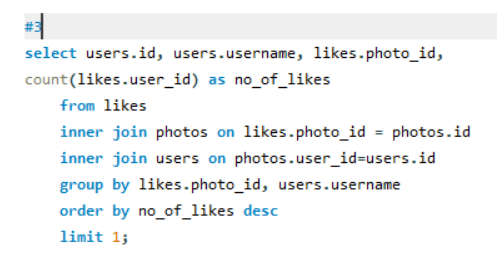 #3
select users.id, users.username, likes.photo_id,
count(likes.user_id) as no_of_likes
from likes
inner join photos on likes.photo_id = photos.id
inner join users on photos.user_id=users.id
group by likes.photo_id, users.username
order by no_of_likes desc
limit 1;